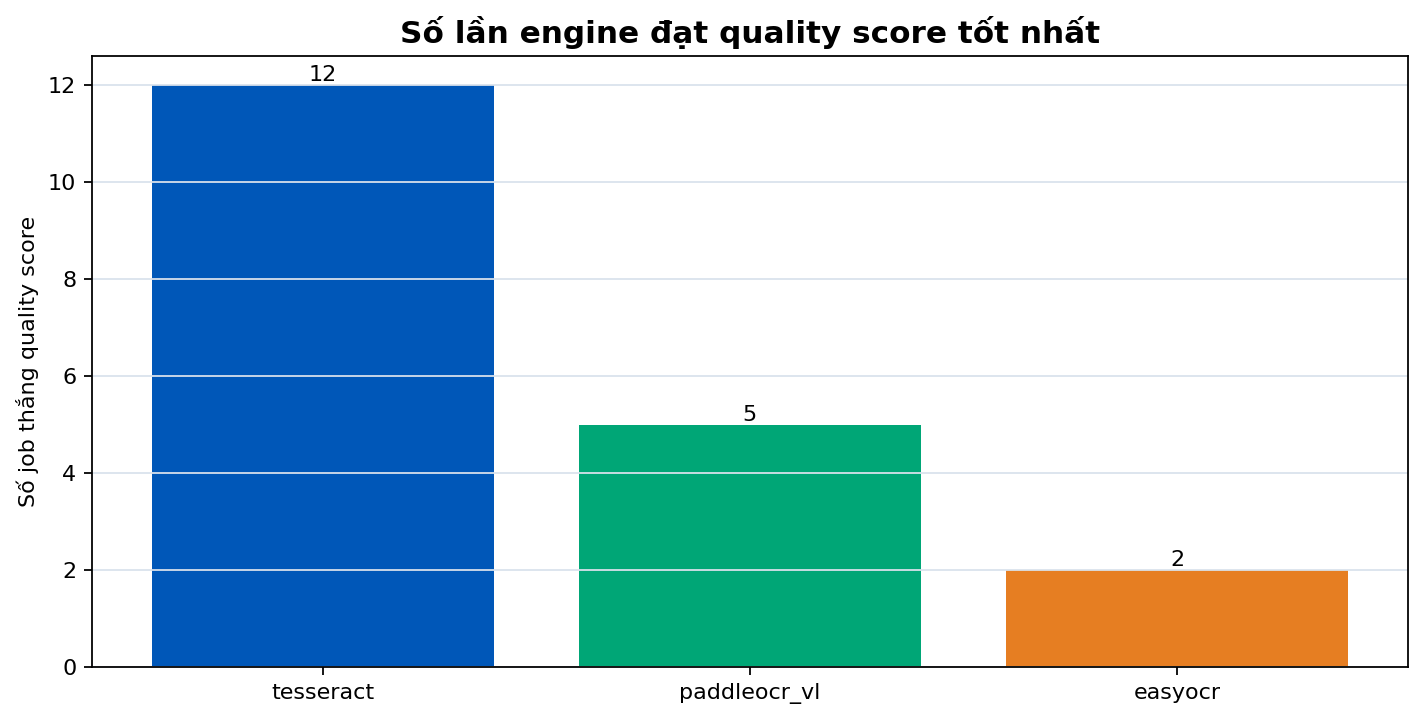 Số lần engine đạt quality score tốt nhất
Số job thắng quality score
12
10
8
6
4
2
0
12
5
2
tesseract
paddleocr_vl
easyocr